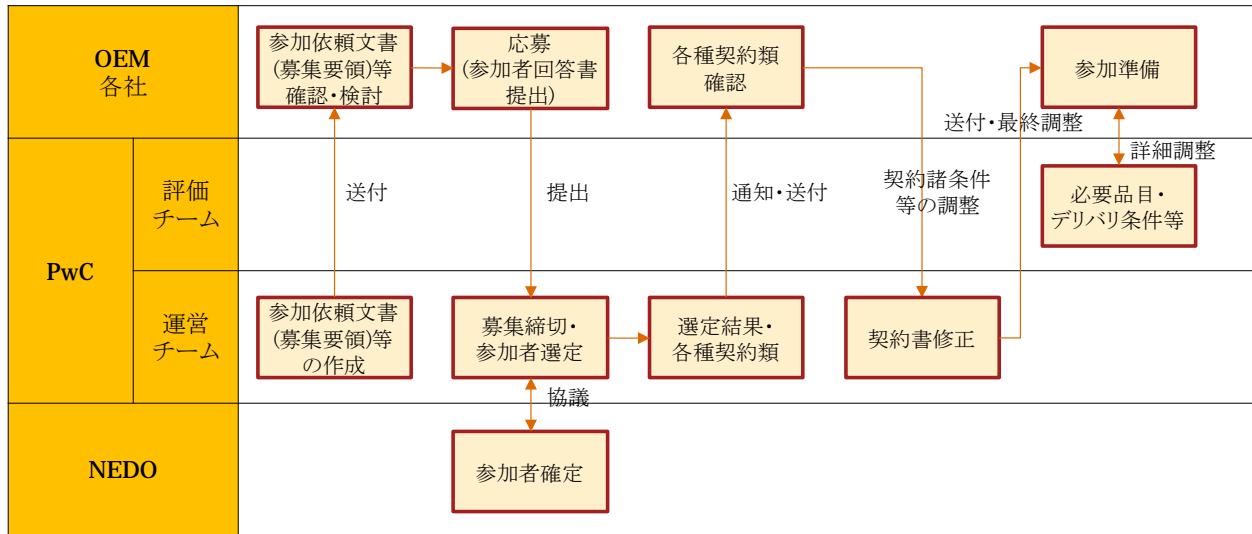 OEM
各社
参加依頼文書
(募集要領)等
確認・検討
応募
(参加者回答書
提出)
各種契約類
確認
参加準備
送付・最終調整
詳細調整
PwC
評価
チーム
送付
提出
通知・送付
契約諸条件
等の調整
必要品目・
デリバリ条件等
運営
チーム
参加依頼文書
(募集要領)等
の作成
募集締切・
参加者選定
選定結果・
各種契約類
契約書修正
協議
NEDO
参加者確定